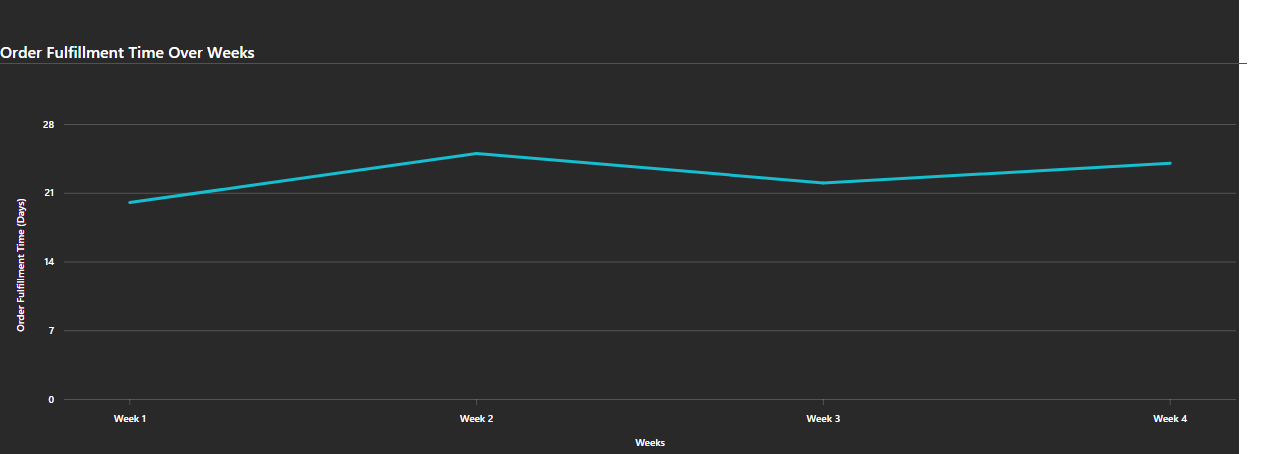 Order Fulfillment Time Over Weeks
28
21
14
7
0
Order Fulfillment Time (Days)
Week 1
Week 2
Week 3
Week 4
Weeks